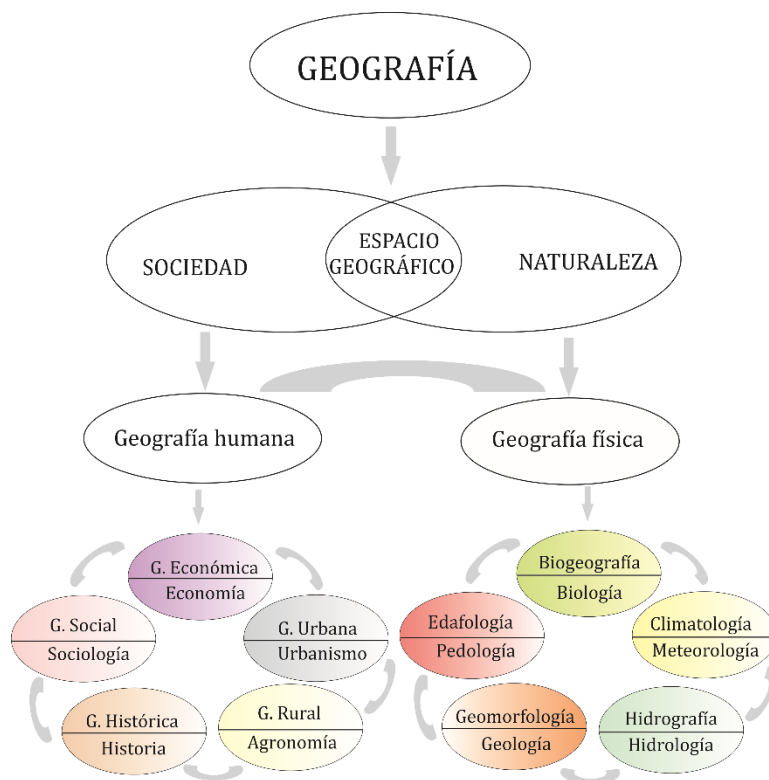 GEOGRAFÍA
SOCIEDAD
ESPACIO
GEOGRÁFICO
NATURALEZA
Geografía humana
Geografía física
G. Económica
Economía
G. Social
Sociología
G. Urbana
Urbanismo
G. Histórica
Historia
G. Rural
Agronomía
Biogeografía
Biología
Edafología
Pedología
Climatología
Meteorología
Geomorfología
Geología
Hidrografía
Hidrología